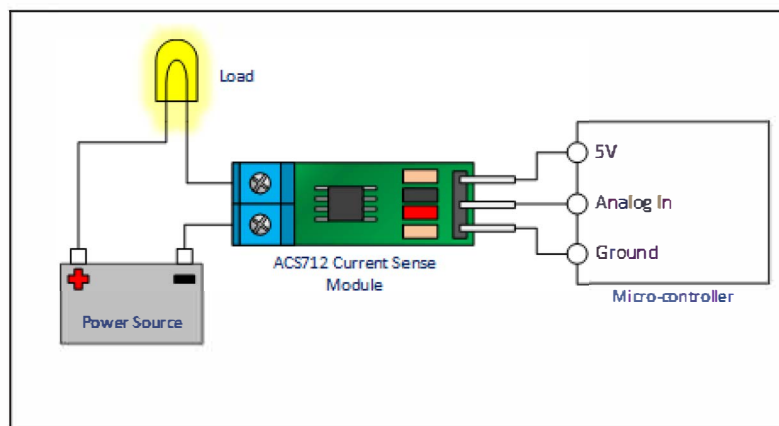 Load
5V
Analog In
Ground
ACS712 Current Sense
Module
Micro-controller
Power Source